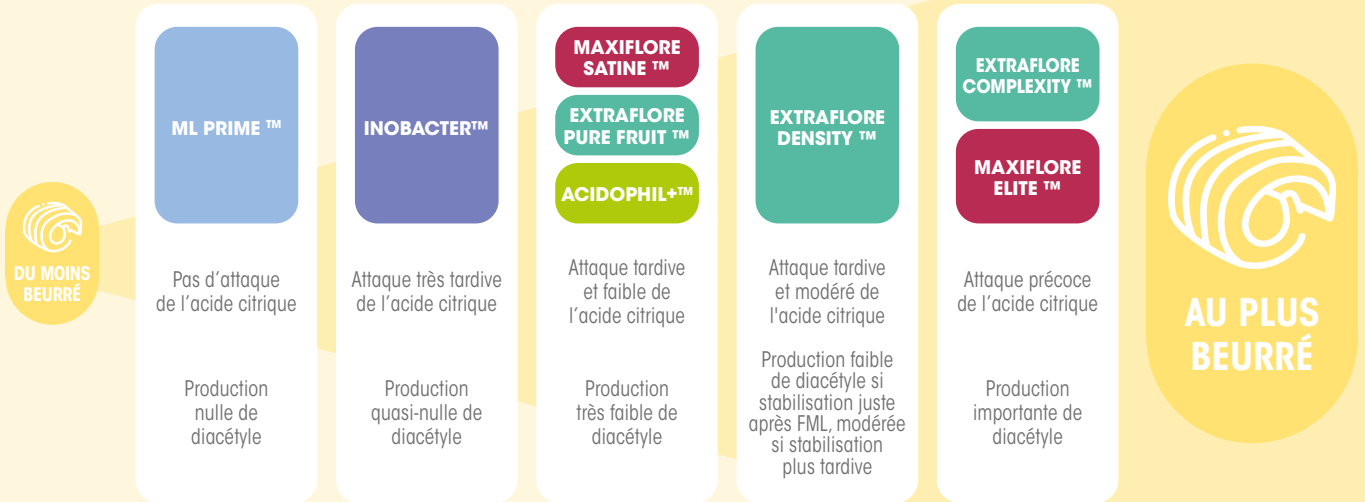 DU MOINS
BEURRÉ
ML PRIME ™
Pas d’attaque
de l’acide citrique
Production
nulle de
diacétyle
INOBACTER™
Attaque très tardive
de l’acide citrique
Production
quasi-nulle de
diacétyle
MAXIFLORE
SATINE ™
EXTRAFLORE
PURE FRUIT ™
ACIDOPHIL+™
Attaque tardive
et faible de
l’acide citrique
Production
très faible de
diacétyle
EXTRAFLORE
DENSITY ™
Attaque tardive
et modéré de
l'acide citrique
Production faible
de diacétyle si
stabilisation juste
après FML, modérée
si stabilisation
plus tardive
EXTRAFLORE
COMPLEXITY ™
MAXIFLORE
ELITE ™
Attaque précoce
de l’acide citrique
Production
importante de
diacétyle
AU PLUS
BEURRÉ